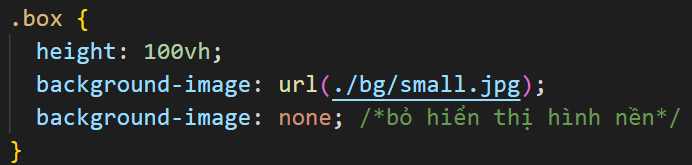 .box {
height: 100vh;
background-image: url(./bg/small.jpg);
background-image: none; /*bỏ hiển thị hình nền*/
}